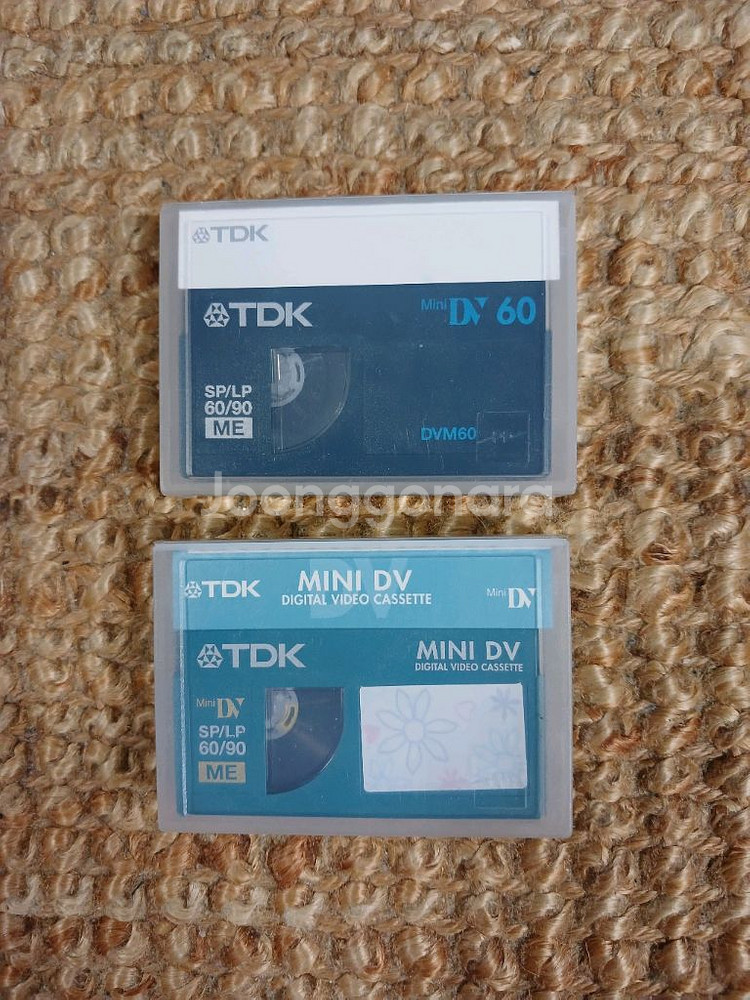 TDK
TDK
Mini DV 60
SP/LP
60/90
ME
DVM60
Joonggonara
TDK
MINI DV
DIGITAL VIDEO CASSETTE
Mini DV
TDK
MINI DV
DIGITAL VIDEO CASSETTE
Mini DV
SP/LP
60/90
ME